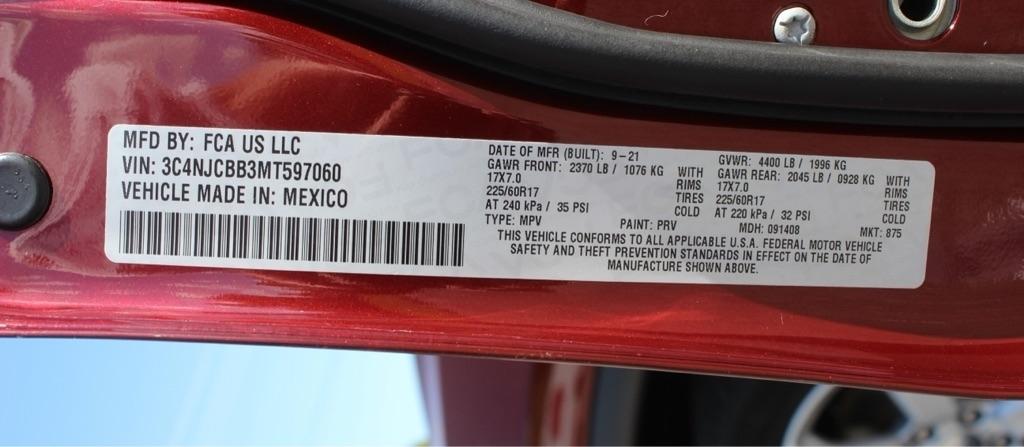 MFD BY: FCA US LLC
VIN: 3C4NJCBB3MT597060
VEHICLE MADE IN: MEXICO
DATE OF MFR (BUILT): 9-21
GAWR FRONT: 2370 LB / 1076 KG WITH
17X7.0 RIMS
225/60R17 TIRES
AT 240 kPa / 35 PSI COLD
TYPE: MPV PAINT: PRV
GVWR: 4400 LB / 1996 KG
GAWR REAR: 2045 LB / 0928 KG WITH
17X7.0 RIMS
225/60R17 TIRES
AT 220 kPa / 32 PSI COLD
MDH: 091408 MKT: 875
THIS VEHICLE CONFORMS TO ALL APPLICABLE U.S.A. FEDERAL MOTOR VEHICLE
SAFETY AND THEFT PREVENTION STANDARDS IN EFFECT ON THE DATE OF
MANUFACTURE SHOWN ABOVE.